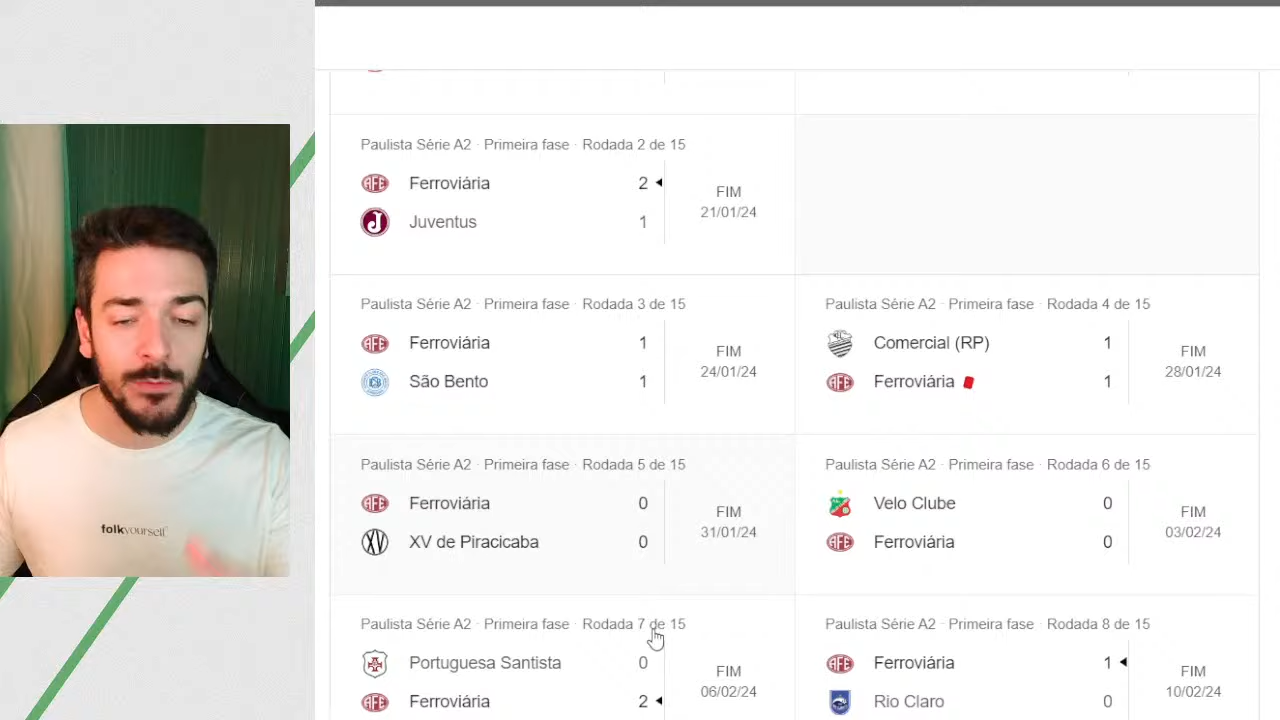 Paulista Série A2 · Primeira fase · Rodada 2 de 15
Ferroviária 2
Juventus 1
FIM
21/01/24
Paulista Série A2 · Primeira fase · Rodada 3 de 15
Ferroviária 1
São Bento 1
FIM
24/01/24
Paulista Série A2 · Primeira fase · Rodada 4 de 15
Comercial (RP) 1
Ferroviária 1
FIM
28/01/24
Paulista Série A2 · Primeira fase · Rodada 5 de 15
Ferroviária 0
XV de Piracicaba 0
FIM
31/01/24
Paulista Série A2 · Primeira fase · Rodada 6 de 15
Velo Clube 0
Ferroviária 0
FIM
03/02/24
Paulista Série A2 · Primeira fase · Rodada 7 de 15
Portuguesa Santista 0
Ferroviária 2
FIM
06/02/24
Paulista Série A2 · Primeira fase · Rodada 8 de 15
Ferroviária 1
Rio Claro 0
FIM
10/02/24
folkyourself